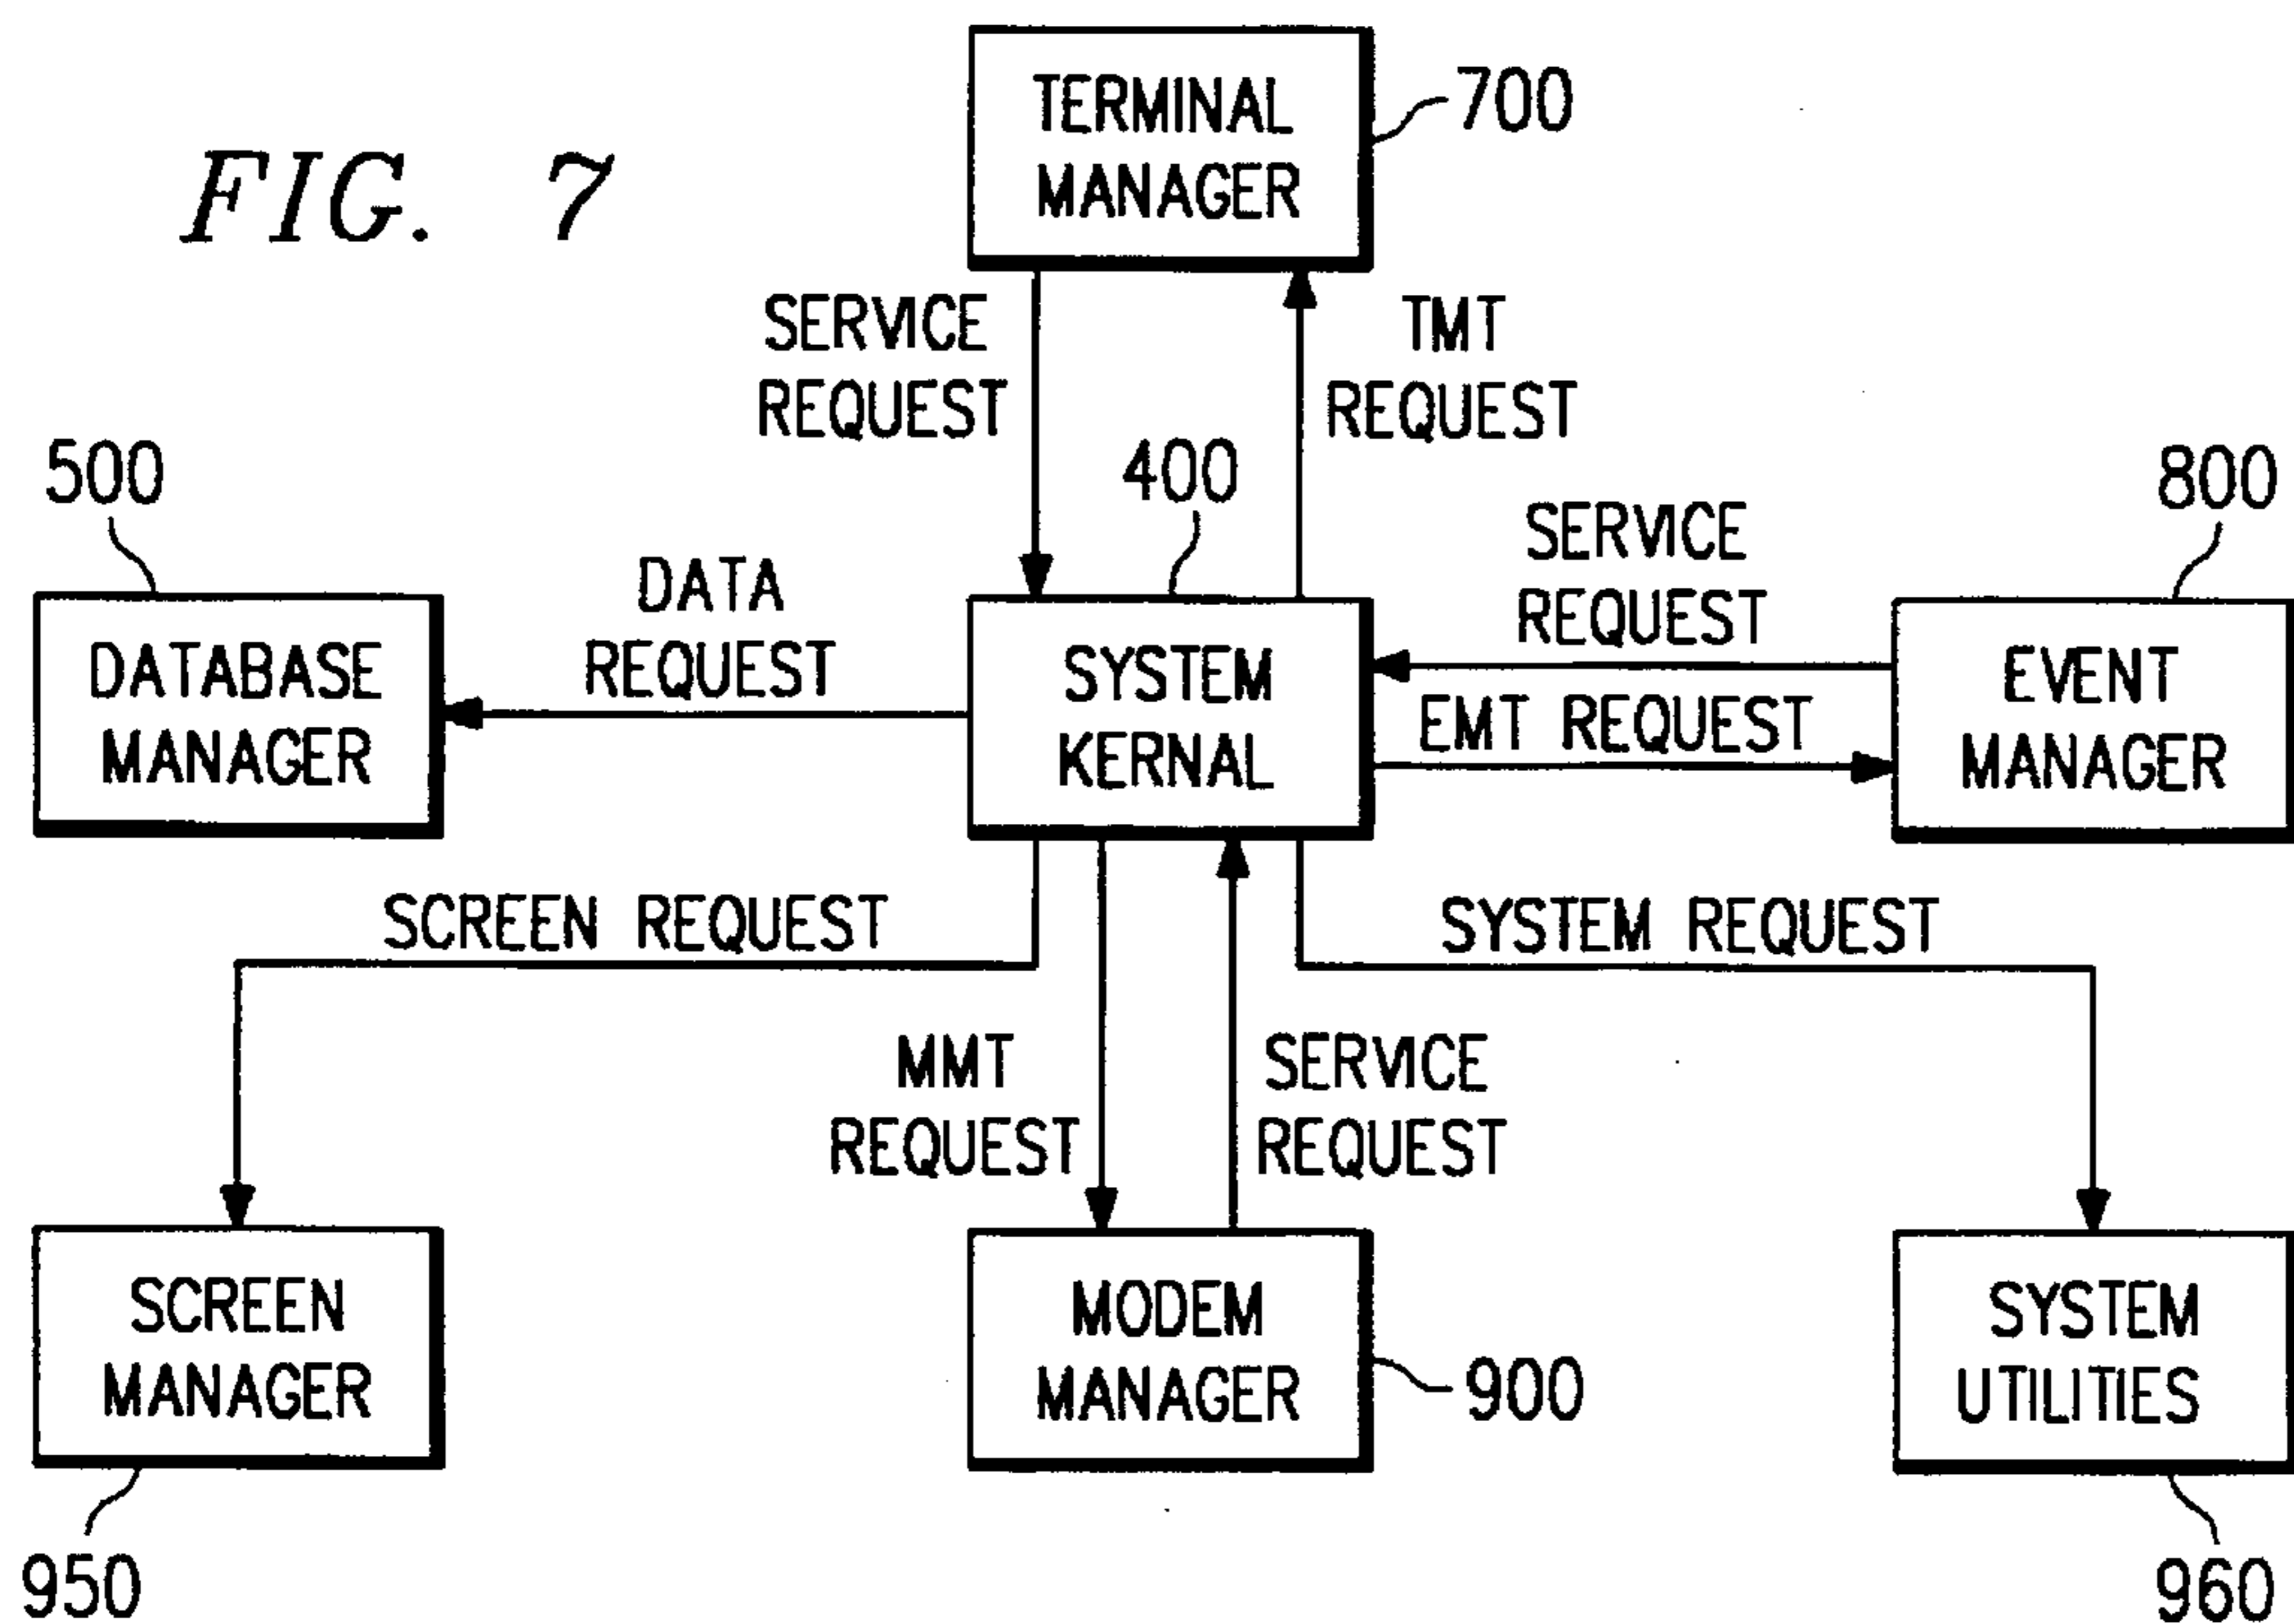 FIG. 7
TERMINAL
MANAGER
700
SERVICE
REQUEST
TMT
REQUEST
500
400
800
DATA
REQUEST
SERVICE
REQUEST
DATABASE
MANAGER
SYSTEM
KERNAL
EMT REQUEST
EVENT
MANAGER
SCREEN REQUEST
SYSTEM REQUEST
MMT
REQUEST
SERVICE
REQUEST
SCREEN
MANAGER
MODEM
MANAGER
900
SYSTEM
UTILITIES
950
960